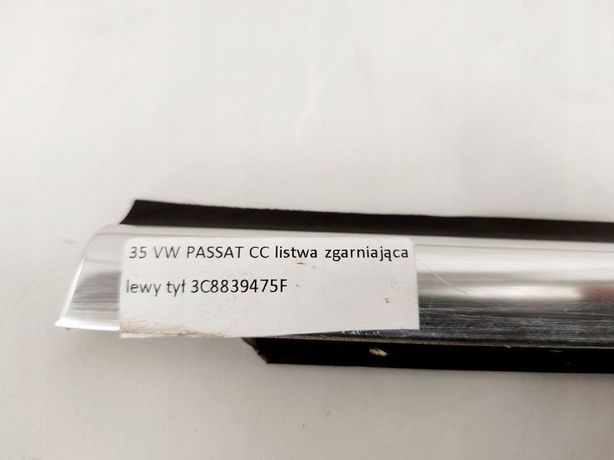 35 VW PASSAT CC listwa zgarniająca
lewy tył 3C8839475F